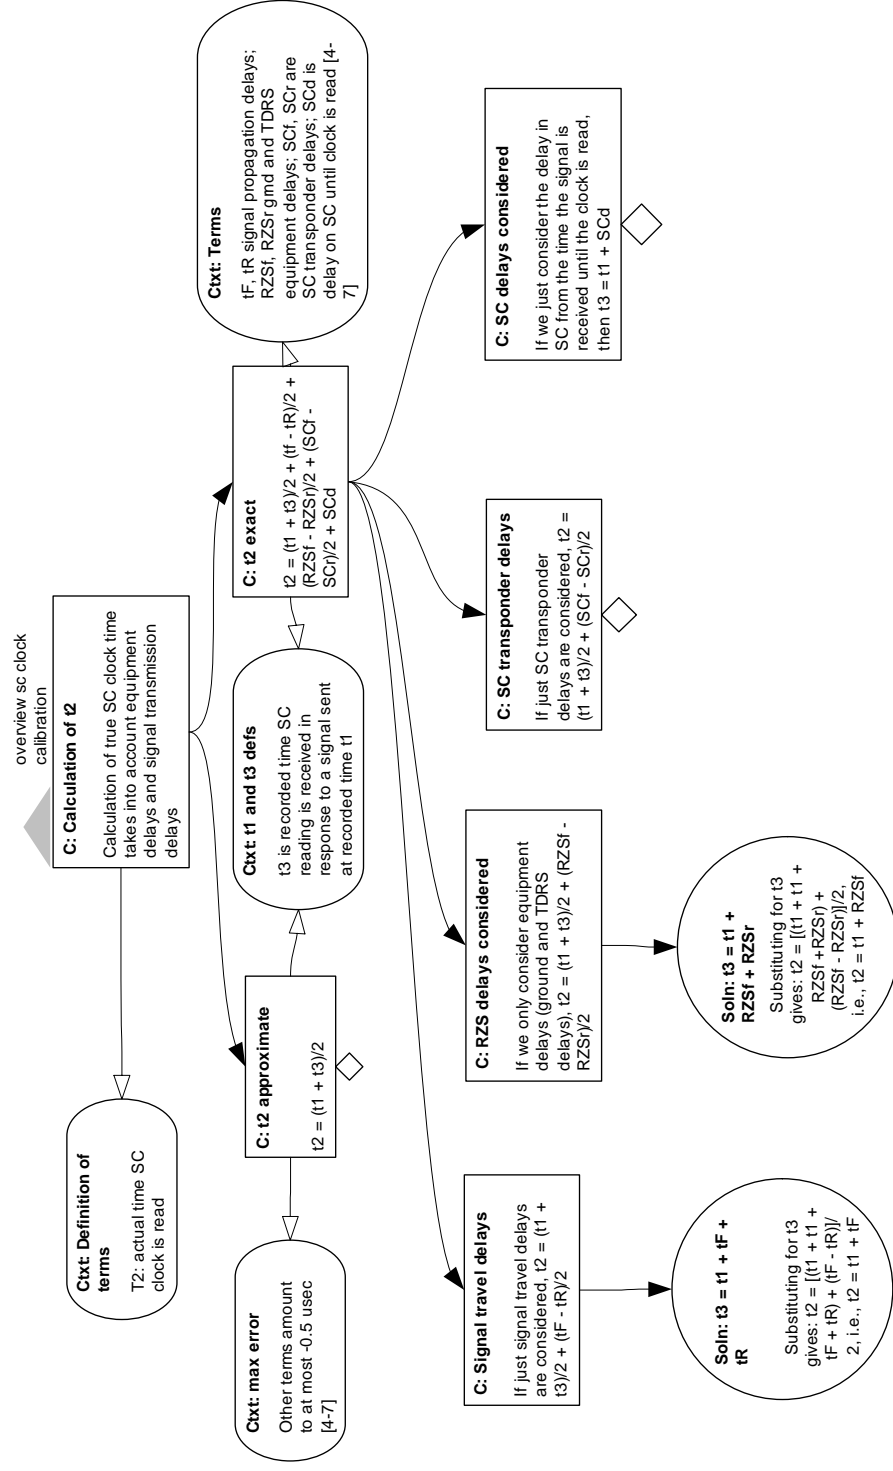 overview sc clock
calibration
C: Calculation of t2
Calculation of true SC clock time
takes into account equipment
delays and signal transmission
delays
Ctxt: Definition of
terms
T2: actual time SC
clock is read
Ctxt: max error
Other terms amount
to at most -0.5 usec
[4-7]
C: t2 approximate
t2 = (t1 + t3)/2
Ctxt: t1 and t3 defs
t3 is recorded time SC
reading is received in
response to a signal sent
at recorded time t1
C: t2 exact
t2 = (t1 + t3)/2 + (tf - tR)/2 +
(RZSf - RZSr)/2 + (SCf -
SCr)/2 + SCd
Ctxt: Terms
tF, tR signal propagation delays;
RZSf, RZSr grnd and TDRS
equipment delays; SCf, SCr are
SC transponder delays; SCd is
delay on SC until clock is read [4-
7]
C: Signal travel delays
If just signal travel delays
are considered, t2 = (t1 +
t3)/2 + (tF - tR)/2
C: RZS delays considered
If we only consider equipment
delays (ground and TDRS
delays), t2 = (t1 + t3)/2 + (RZSf -
RZSr)/2
C: SC transponder delays
If just SC transponder
delays are considered, t2 =
(t1 + t3)/2 + (SCf - SCr)/2
C: SC delays considered
If we just consider the delay in
SC from the time the signal is
received until the clock is read,
then t3 = t1 + SCd
Soln: t3 = t1 + tF +
tR
Substituting for t3
gives: t2 = [(t1 + t1 +
tF + tR) + (tF - tR)]/
2, i.e., t2 = t1 + tF
Soln: t3 = t1 +
RZSf + RZSr
Substituting for t3
gives: t2 = [(t1 + t1 +
RZSf +RZSr) +
(RZSf - RZSr)]/2,
i.e., t2 = t1 + RZSf